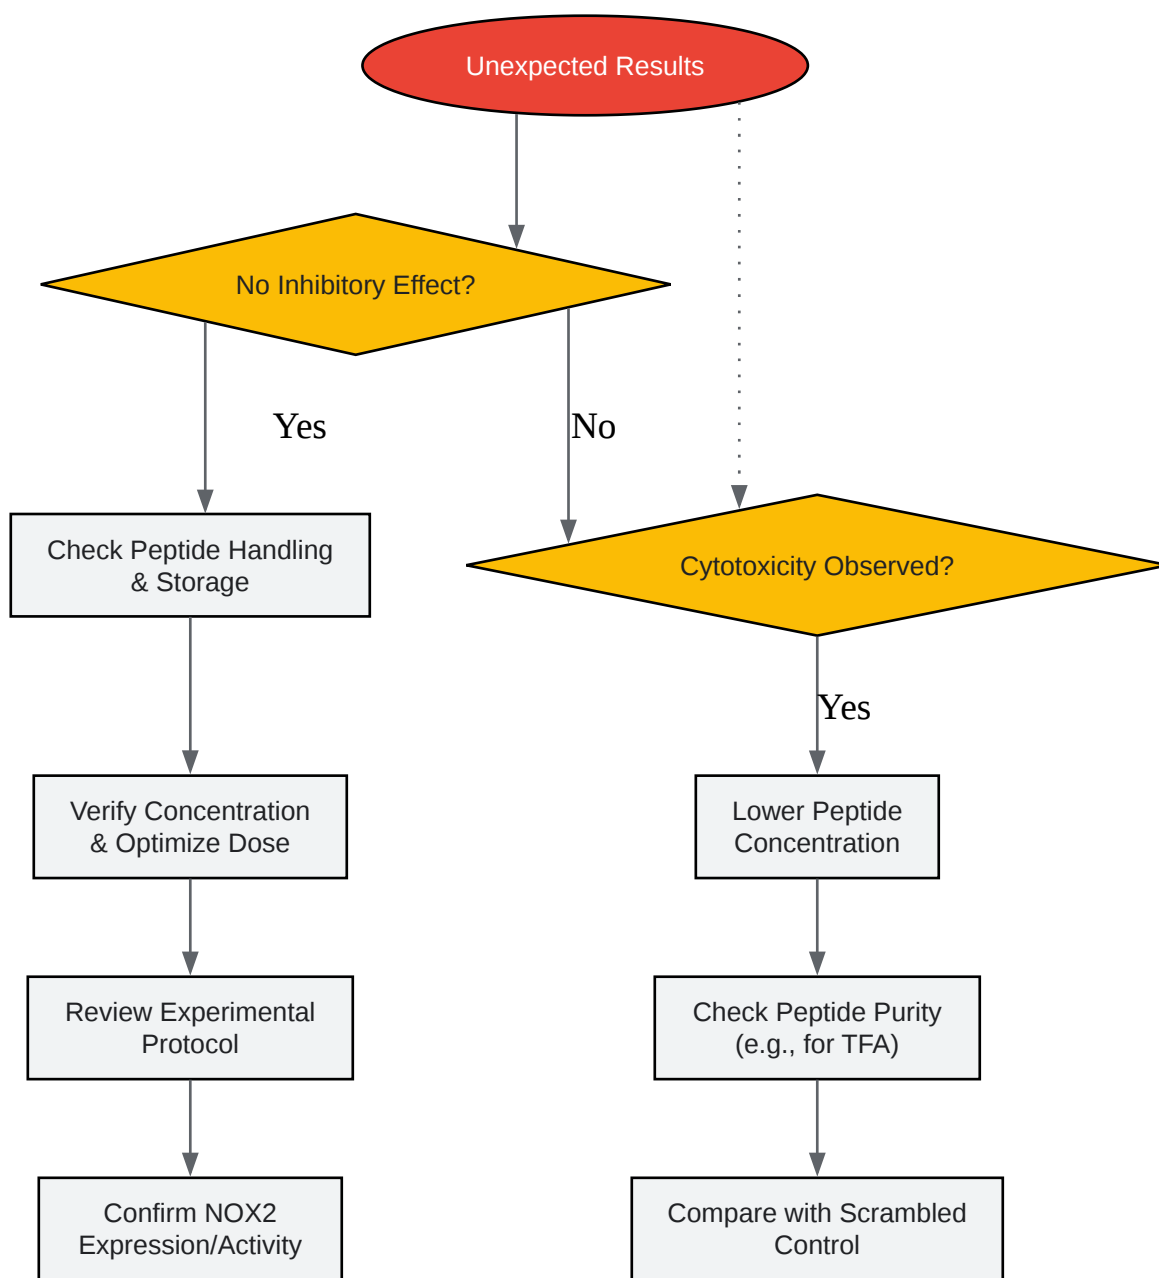 Unexpected Results
No Inhibitory Effect?
Yes
No
Check Peptide Handling
& Storage
Cytotoxicity Observed?
Yes
Verify Concentration
& Optimize Dose
Lower Peptide
Concentration
Review Experimental
Protocol
Check Peptide Purity
(e.g., for TFA)
Confirm NOX2
Expression/Activity
Compare with Scrambled
Control